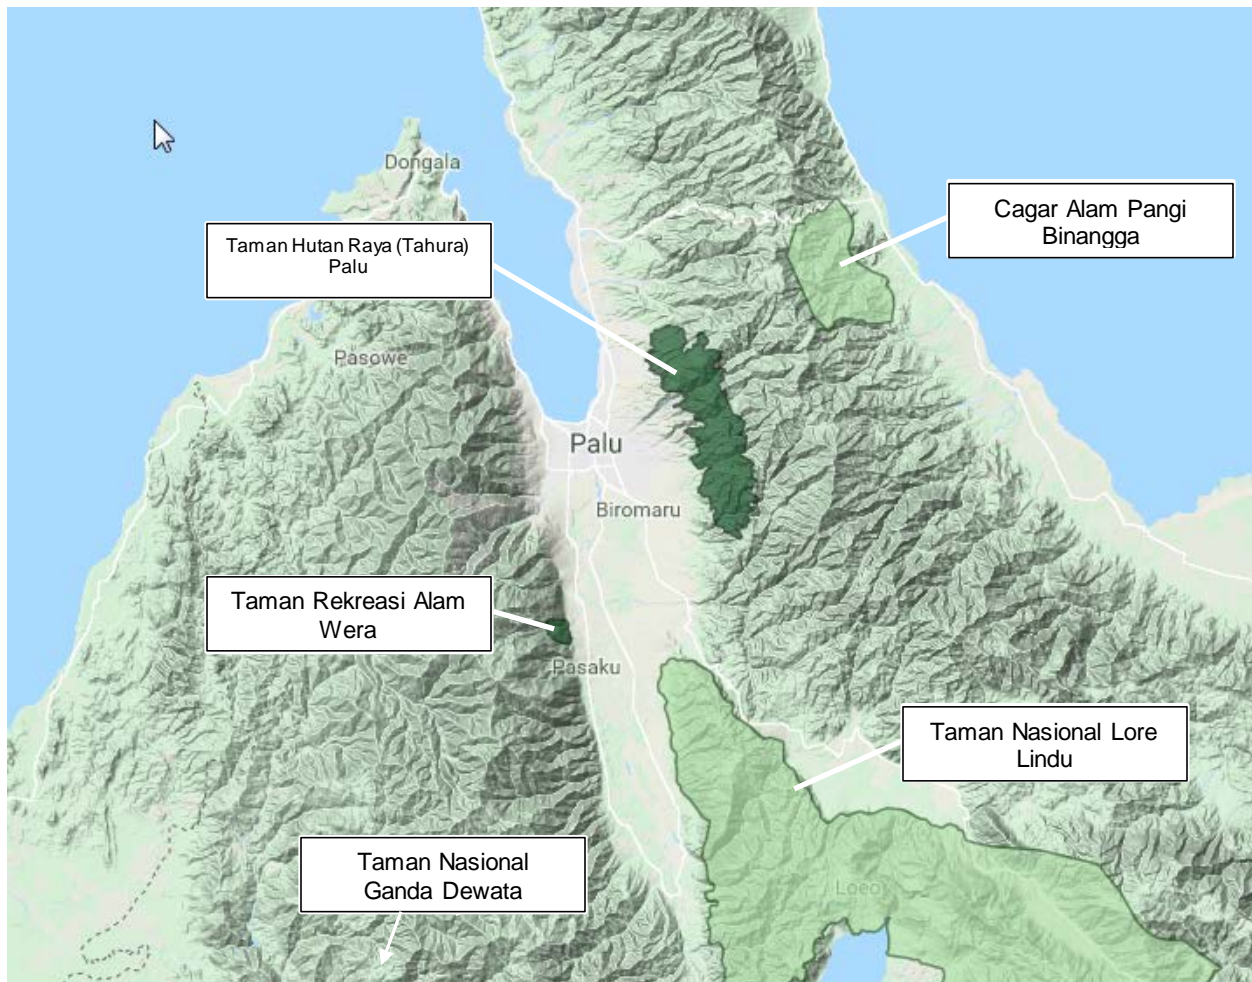 Dongala
Cagar Alam Pangi
Binangga
Taman Hutan Raya (Tahura)
Palu
Pasowe
Palu
Biromaru
Taman Rekreasi Alam
Wera
Pasaku
Taman Nasional Lore
Lindu
Taman Nasional
Ganda Dewata
Loeo